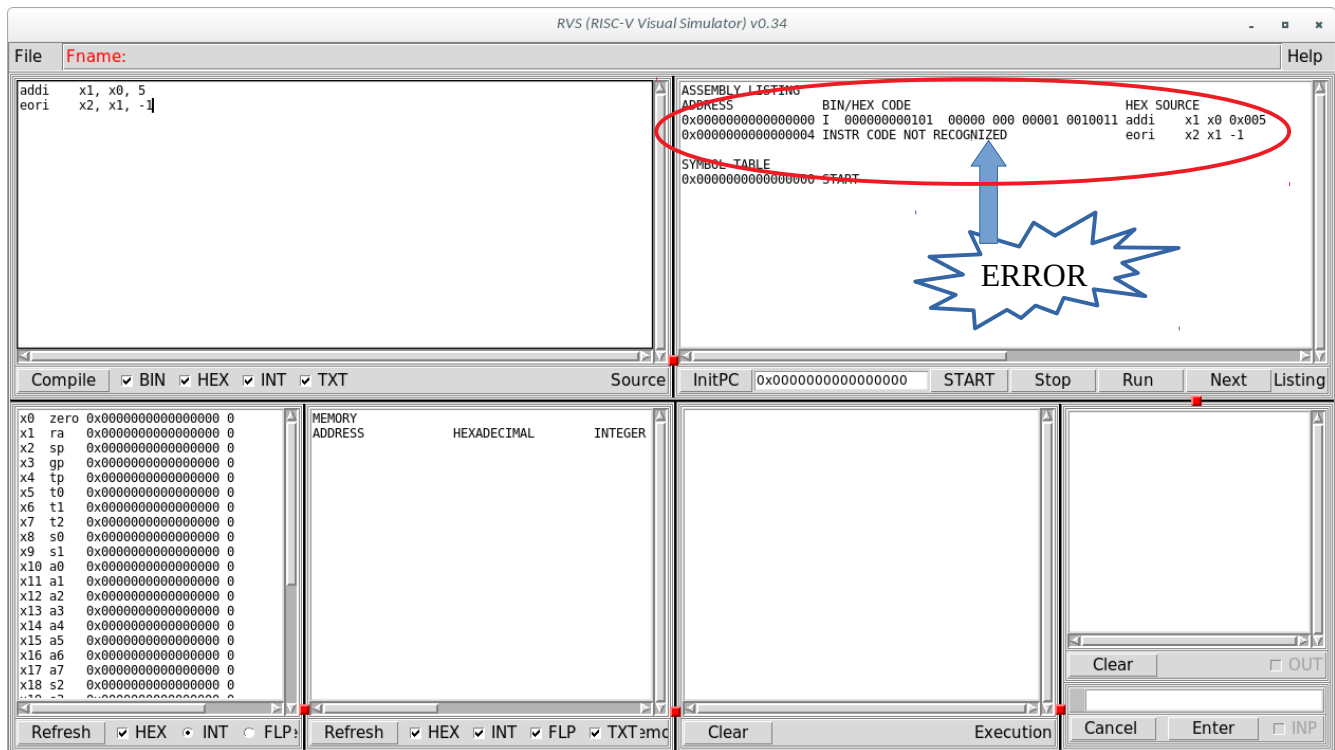 RVS (RISC-V Visual Simulator) v0.34
File Fname: Help
addi x1, x0, 5
eori x2, x1, -1
ASSEMBLY LISTING
ADDRESS BIN/HEX CODE HEX SOURCE
0x0000000000000000 I 000000000101 00000 000 00001 0010011 addi x1 x0 0x005
0x0000000000000004 INSTR CODE NOT RECOGNIZED eori x2 x1 -1
SYMBOL TABLE
0x0000000000000000 START
ERROR
Compile BIN HEX INT TXT Source
InitPC 0x0000000000000000 START Stop Run Next Listing
x0 zero 0x0000000000000000 0
x1 ra 0x0000000000000000 0
x2 sp 0x0000000000000000 0
x3 gp 0x0000000000000000 0
x4 tp 0x0000000000000000 0
x5 t0 0x0000000000000000 0
x6 t1 0x0000000000000000 0
x7 t2 0x0000000000000000 0
x8 s0 0x0000000000000000 0
x9 s1 0x0000000000000000 0
x10 a0 0x0000000000000000 0
x11 a1 0x0000000000000000 0
x12 a2 0x0000000000000000 0
x13 a3 0x0000000000000000 0
x14 a4 0x0000000000000000 0
x15 a5 0x0000000000000000 0
x16 a6 0x0000000000000000 0
x17 a7 0x0000000000000000 0
x18 s2 0x0000000000000000 0
Refresh HEX INT FLP
MEMORY
ADDRESS HEXADECIMAL INTEGER
Refresh HEX INT FLP TXT
Clear Execution
Clear OUT
Cancel Enter INP